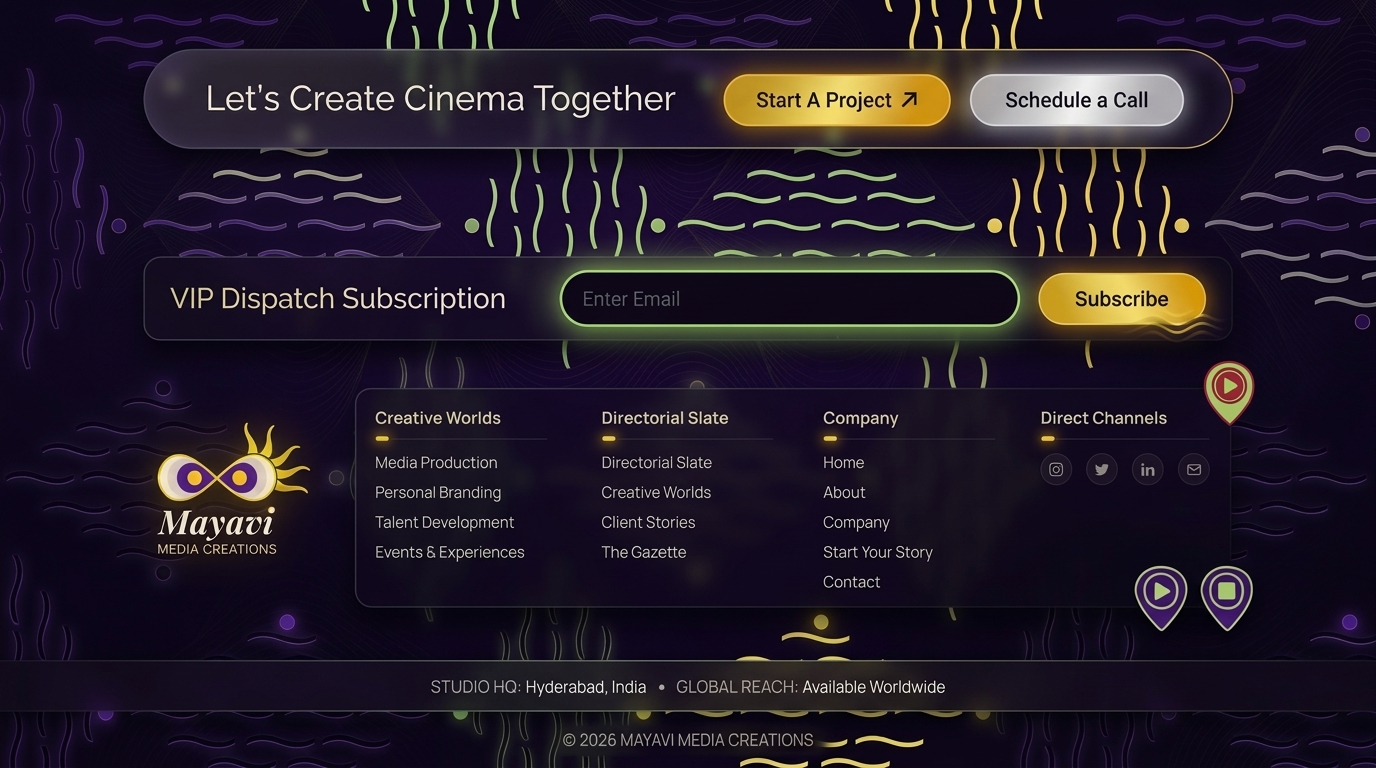 Let's Create Cinema Together
Start A Project
Schedule a Call
VIP Dispatch Subscription
Enter Email
Subscribe
Mayavi
MEDIA CREATIONS
Creative Worlds
Media Production
Personal Branding
Talent Development
Events & Experiences
Directorial Slate
Directorial Slate
Creative Worlds
Client Stories
The Gazette
Company
Home
About
Company
Start Your Story
Contact
Direct Channels
in
STUDIO HQ: Hyderabad, India • GLOBAL REACH: Available Worldwide
© 2026 MAYAVI MEDIA CREATIONS